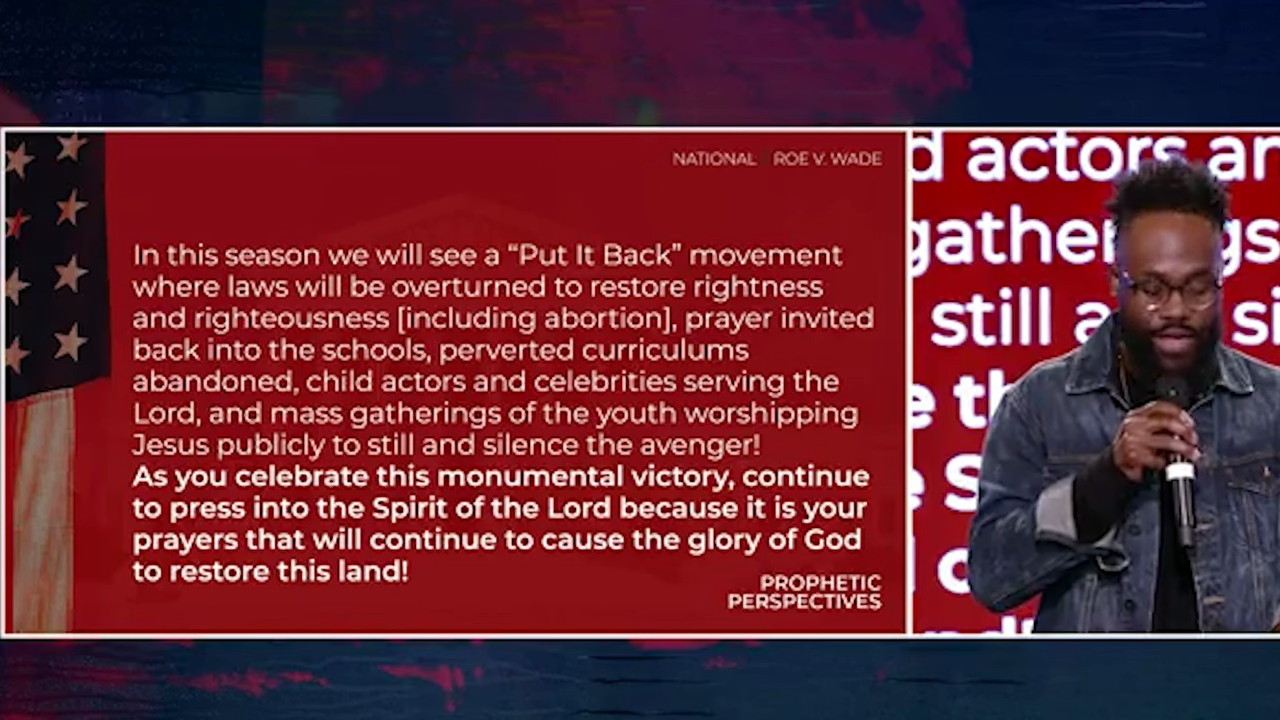 NATIONAL ROE V. WADE
In this season we will see a “Put It Back” movement
where laws will be overturned to restore rightness
and righteousness [including abortion], prayer invited
back into the schools, perverted curriculums
abandoned, child actors and celebrities serving the
Lord, and mass gatherings of the youth worshipping
Jesus publicly to still and silence the avenger!
As you celebrate this monumental victory, continue
to press into the Spirit of the Lord because it is your
prayers that will continue to cause the glory of God
to restore this land!
PROPHETIC
PERSPECTIVES
d actors an
still a